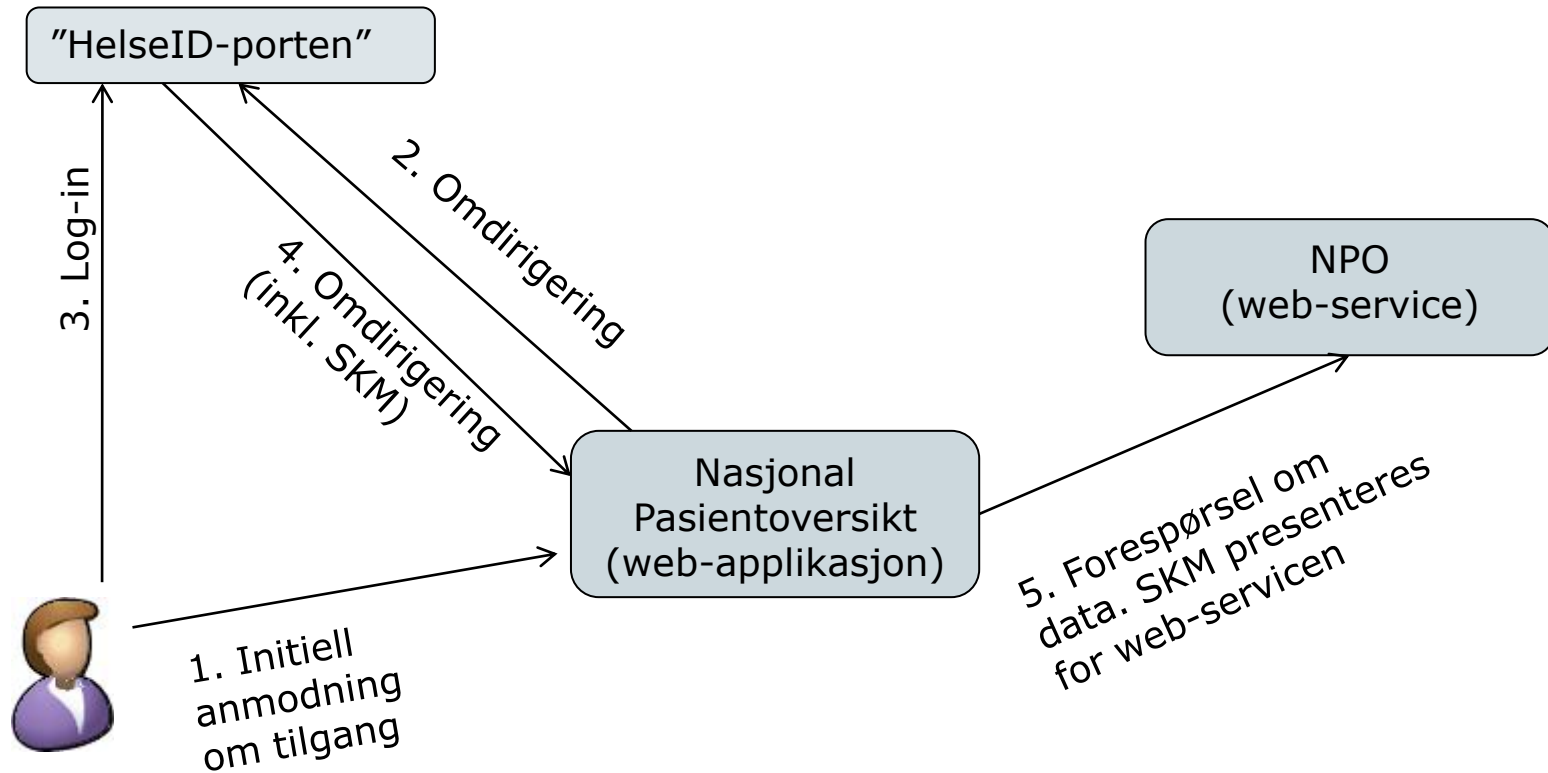 ”HelseID-porten”
2. Omdirigering
3. Log-in
4. Omdirigering
(inkl. SKM)
NPO
(web-service)
Nasjonal
Pasientoversikt
(web-applikasjon)
5. Forespørsel om
data. SKM presenteres
for web-servicen
1. Initiell
anmodning
om tilgang